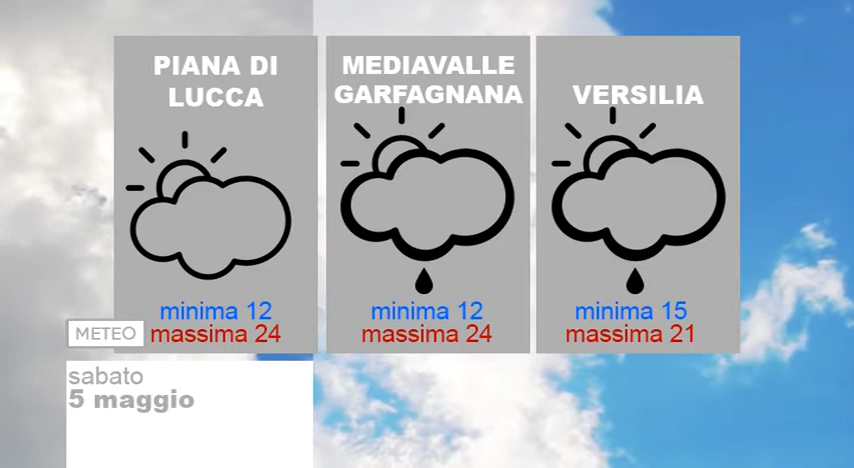 PIANA DI
LUCCA
minima 12
massima 24
MEDIAVALLE
GARFAGNANA
minima 12
massima 24
VERSILIA
minima 15
massima 21
METEO
sabato
5 maggio